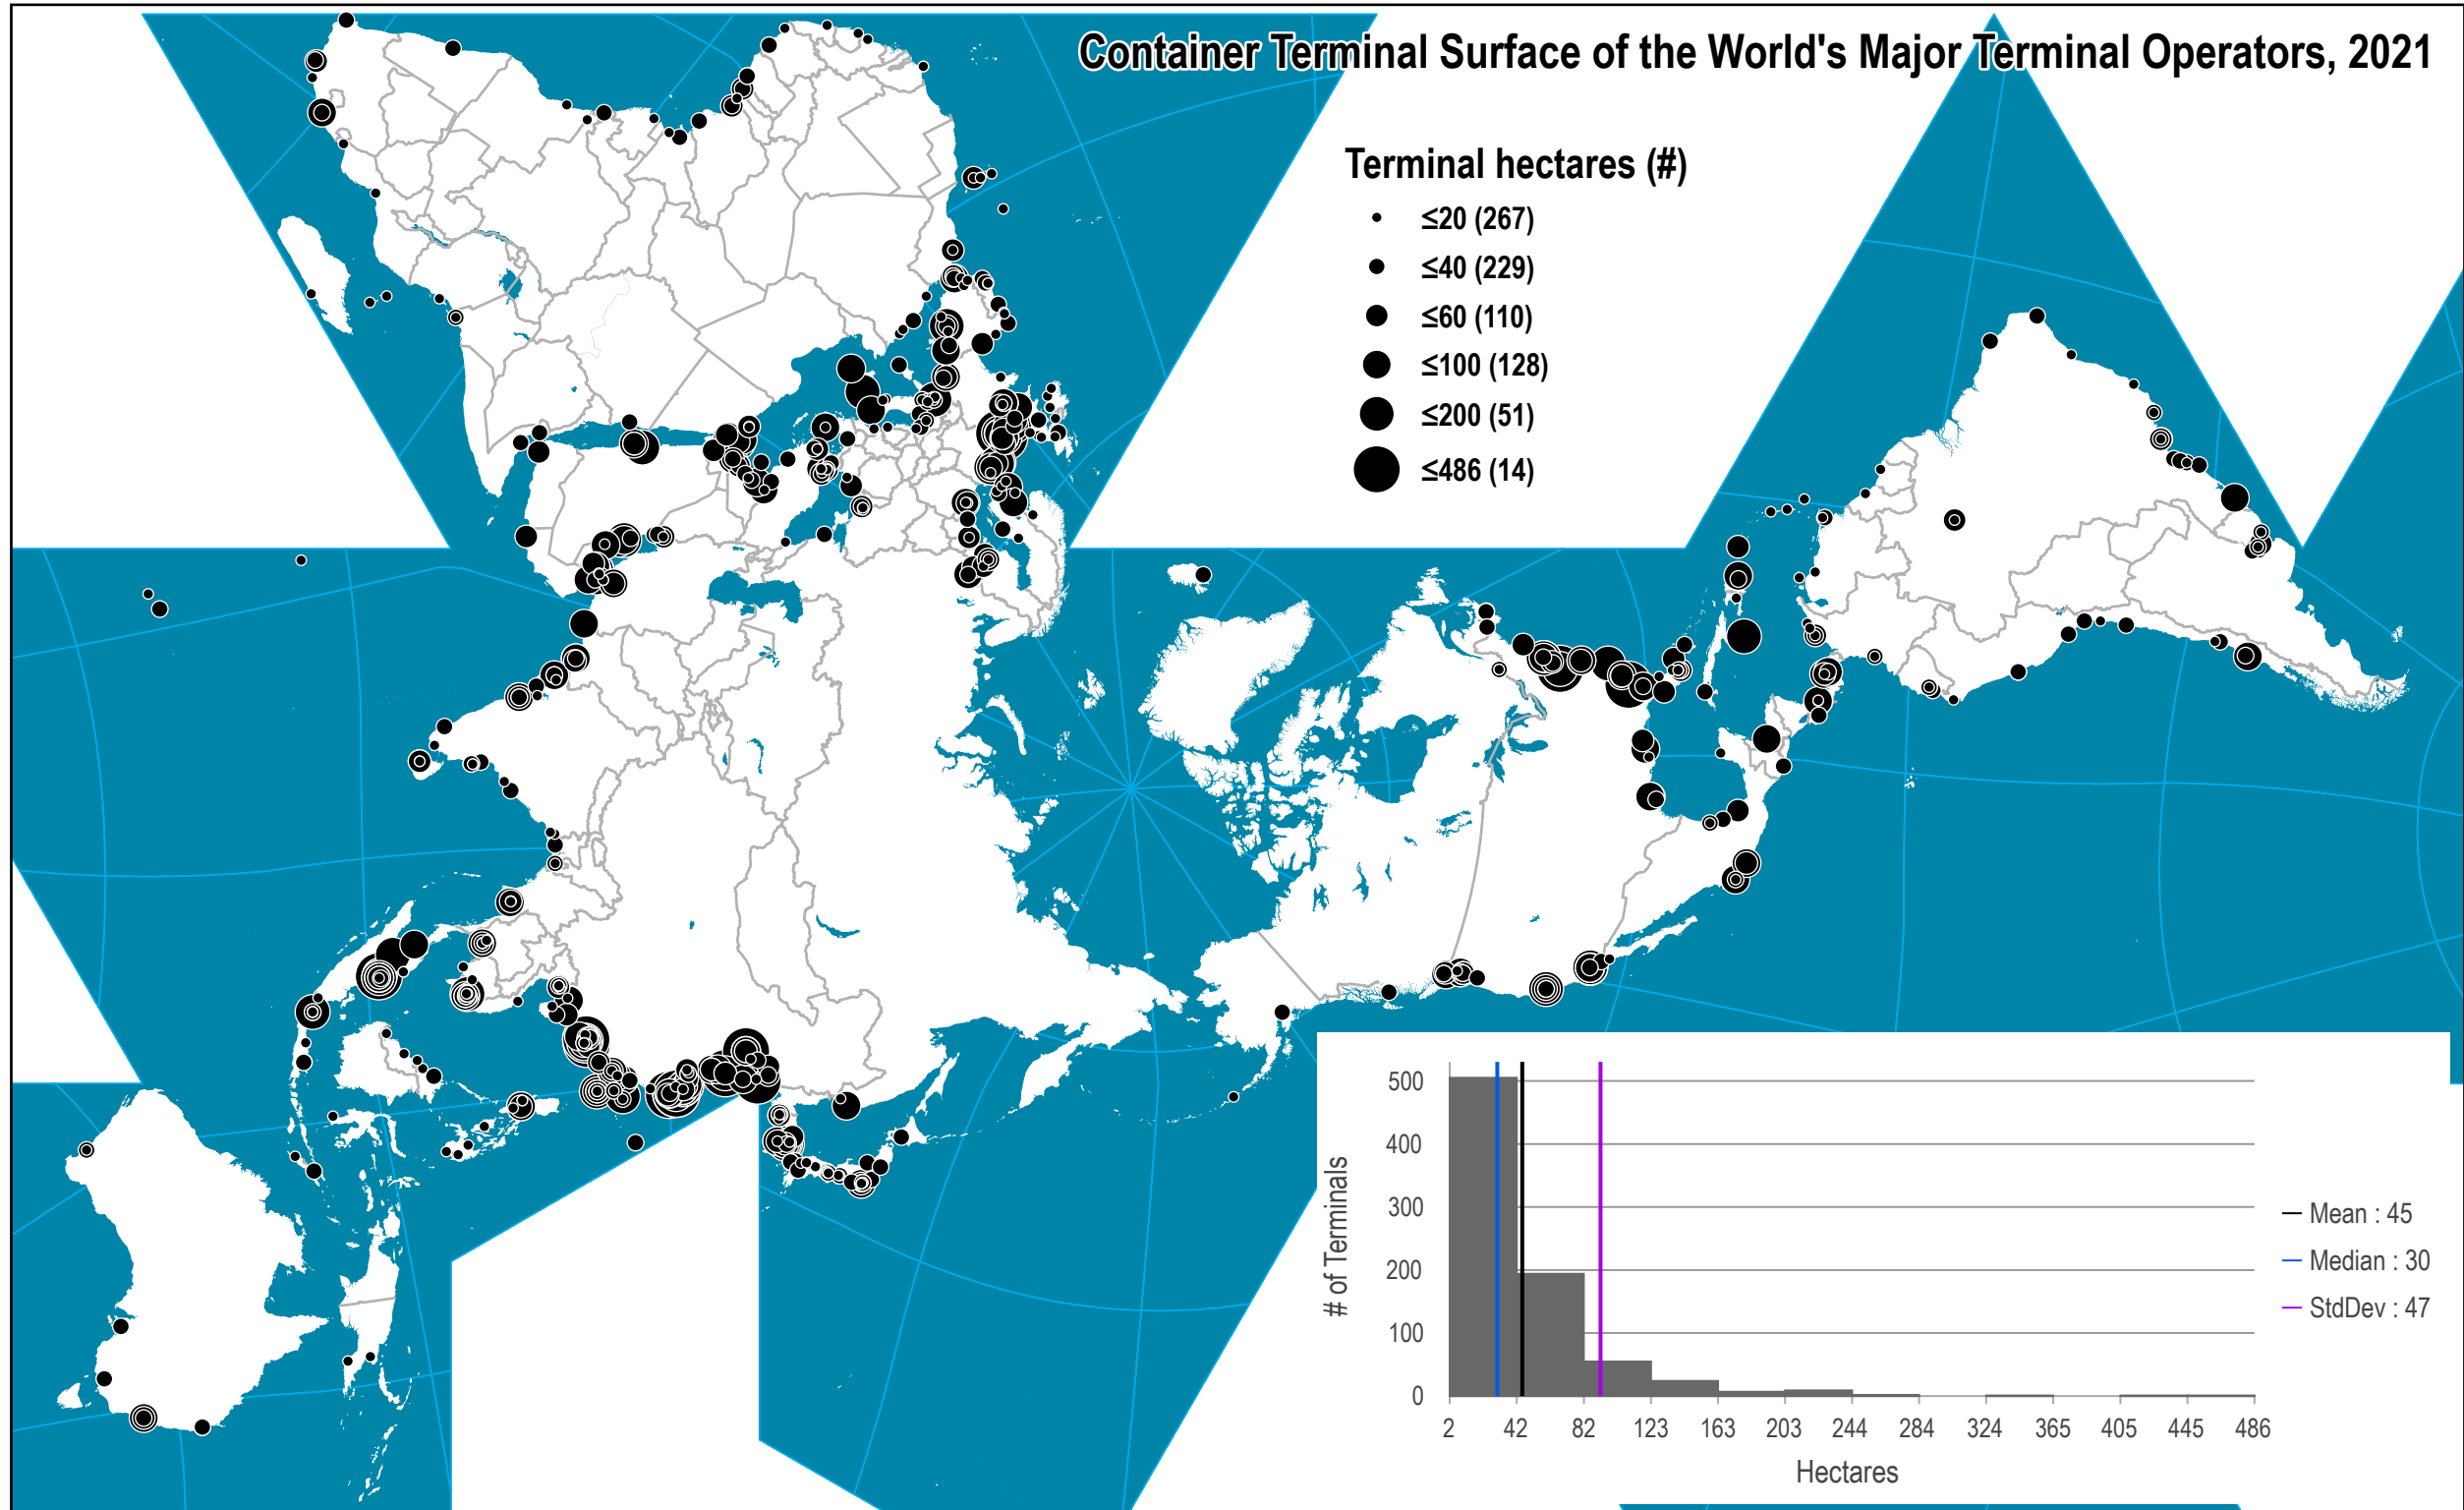 Container Terminal Surface of the World's Major Terminal Operators, 2021
Terminal hectares (#)
≤20 (267)
≤40 (229)
≤60 (110)
≤100 (128)
≤200 (51)
≤486 (14)
# of Terminals
500
400
300
200
100
0
2 42 82 123 163 203 244 284 324 365 405 445 486
Hectares
Mean : 45
Median : 30
StdDev : 47